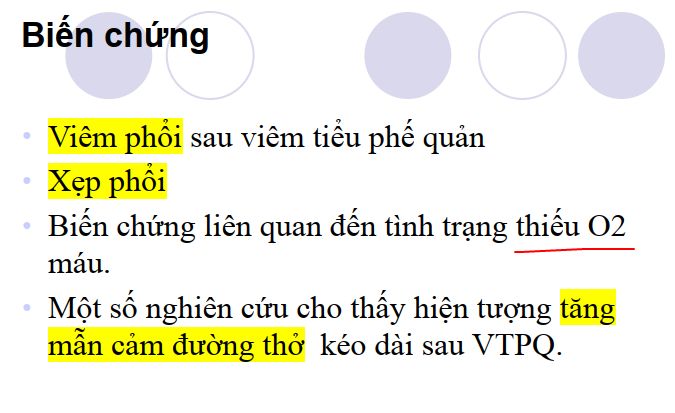 Biến chứng
Viêm phổi sau viêm tiểu phế quản
Xẹp phổi
Biến chứng liên quan đến tình trạng thiếu O2
máu.
Một số nghiên cứu cho thấy hiện tượng tăng
mẫn cảm đường thở kéo dài sau VTPQ.